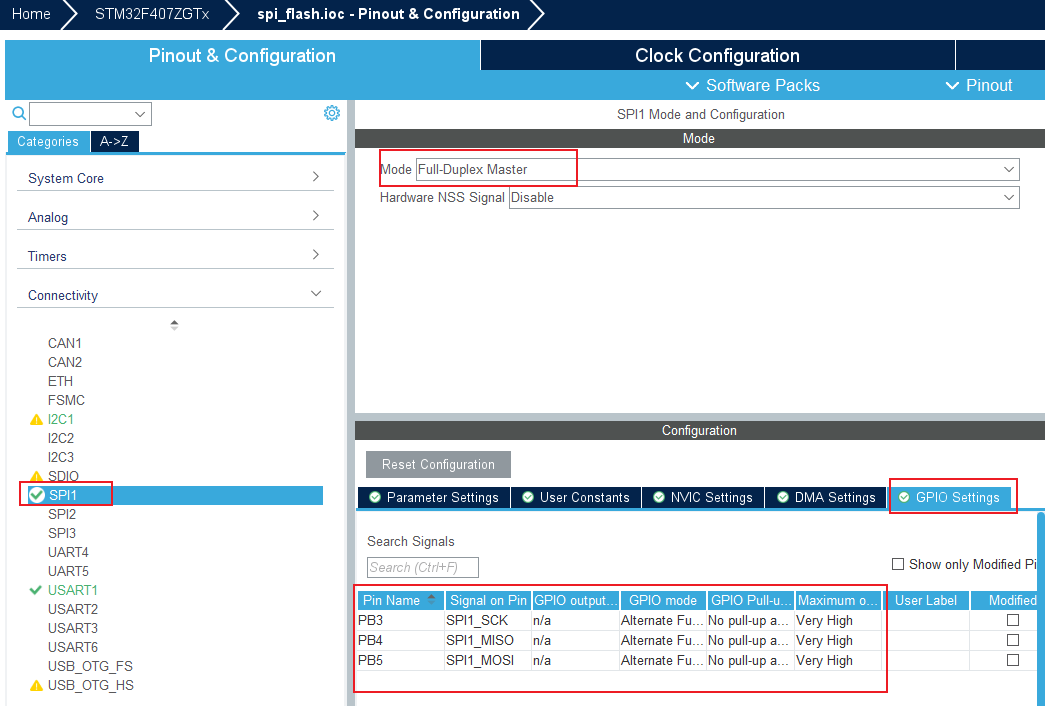 Home STM32F407ZGTx spi_flash.ioc - Pinout & Configuration
Pinout & Configuration Clock Configuration
Software Packs Pinout
Categories A->Z
System Core
Analog
Timers
Connectivity
CAN1
CAN2
ETH
FSMC
I2C1
I2C2
I2C3
SDIO
SPI1
SPI2
SPI3
UART4
UART5
USART1
USART2
USART3
USART6
USB_OTG_FS
USB_OTG_HS
SPI1 Mode and Configuration
Mode
Mode Full-Duplex Master
Hardware NSS Signal Disable
Configuration
Reset Configuration
Parameter Settings User Constants NVIC Settings DMA Settings GPIO Settings
Search Signals
Search (Ctrl+F) Show only Modified Pi
Pin Name Signal on Pin GPIO output... GPIO mode GPIO Pull-u... Maximum o... User Label Modified
PB3 SPI1_SCK n/a Alternate Fu... No pull-up a... Very High
PB4 SPI1_MISO n/a Alternate Fu... No pull-up a... Very High
PB5 SPI1_MOSI n/a Alternate Fu... No pull-up a... Very High